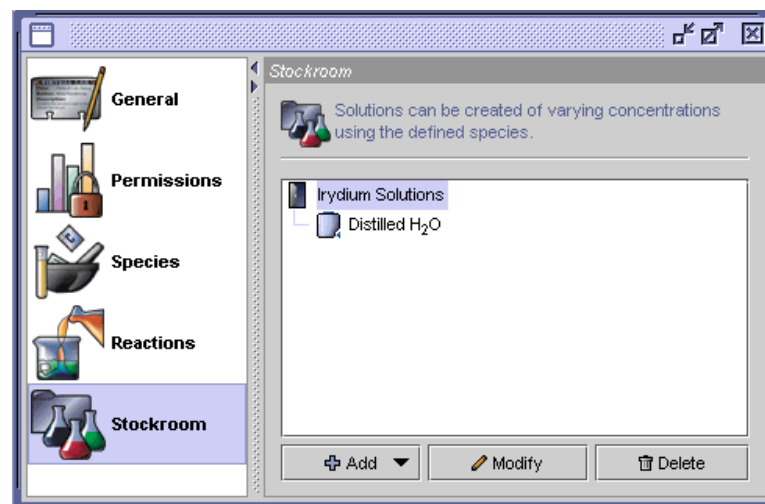 General
Permissions
Species
Reactions
Stockroom
Stockroom
Solutions can be created of varying concentrations
using the defined species.
Irydium Solutions
Distilled H₂O
Add
Modify
Delete